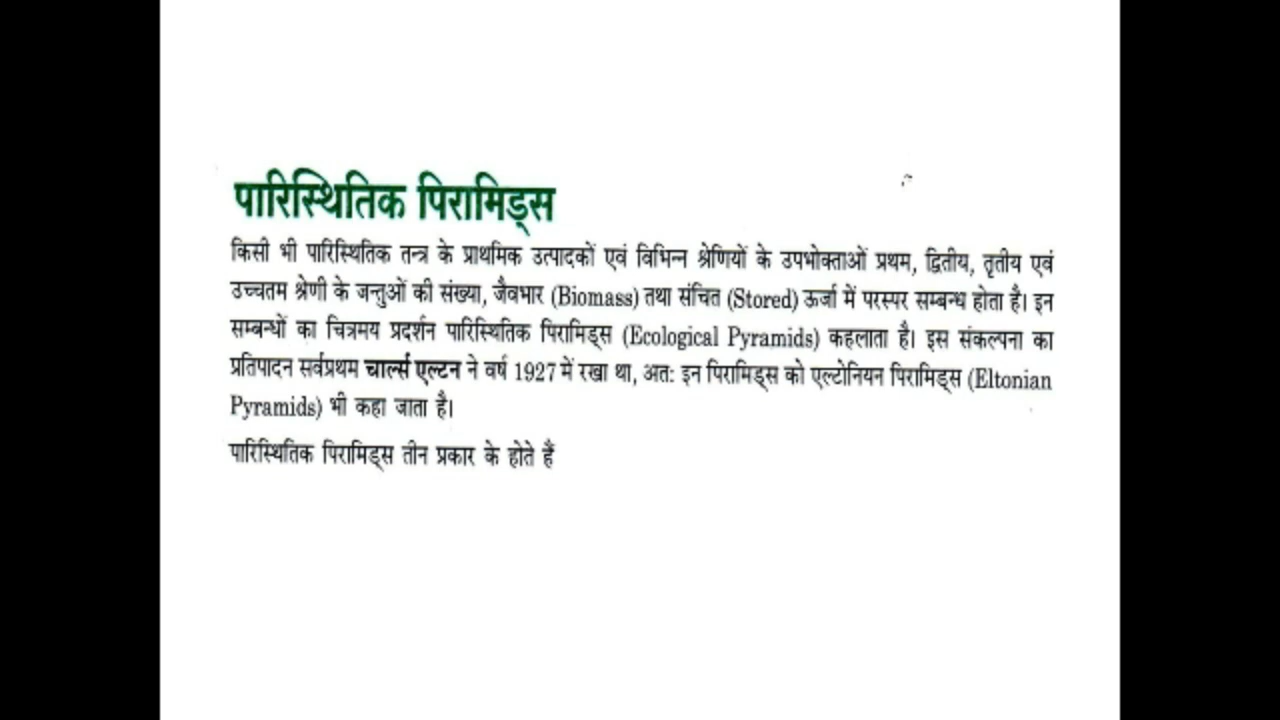 पारिस्थितिक पिरामिड्स
किसी भी पारिस्थितिक तन्त्र के प्राथमिक उत्पादकों एवं विभिन्न श्रेणियों के उपभोक्ताओं प्रथम, द्वितीय, तृतीय एवं
उच्चतम श्रेणी के जन्तुओं की संख्या, जैवभार (Biomass) तथा संचित (Stored) ऊर्जा में परस्पर सम्बन्ध होता है। इन
सम्बन्धों का चित्रमय प्रदर्शन पारिस्थितिक पिरामिड्स (Ecological Pyramids) कहलाता है। इस संकल्पना का
प्रतिपादन सर्वप्रथम चार्ल्स एल्टन ने वर्ष 1927 में रखा था, अतः इन पिरामिड्स को एल्टोनियन पिरामिड्स (Eltonian
Pyramids) भी कहा जाता है।
पारिस्थितिक पिरामिड्स तीन प्रकार के होते हैं